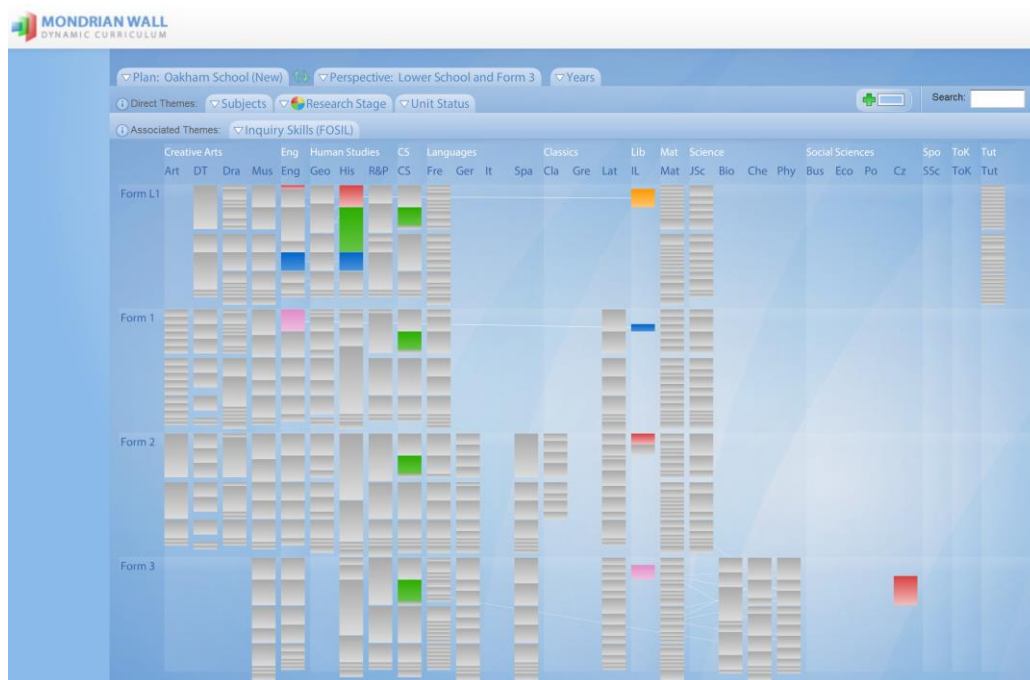 MONDRIAN WALL
DYNAMIC CURRICULUM
Plan: Oakham School (New) Perspective: Lower School and Form 3 Years
Direct Themes: Subjects Research Stage Unit Status Search:
Associated Themes: Inquiry Skills (FOSIL)
Creative Arts Eng Human Studies CS Languages Classics Lib Mat Science Social Sciences Spo ToK Tut
Art DT Dra Mus Eng Geo His R&P CS Fre Ger It Spa Cla Gre Lat IL Mat JSc Bio Che Phy Bus Eco Po Cz SSc ToK Tut
Form L1
Form 1
Form 2
Form 3